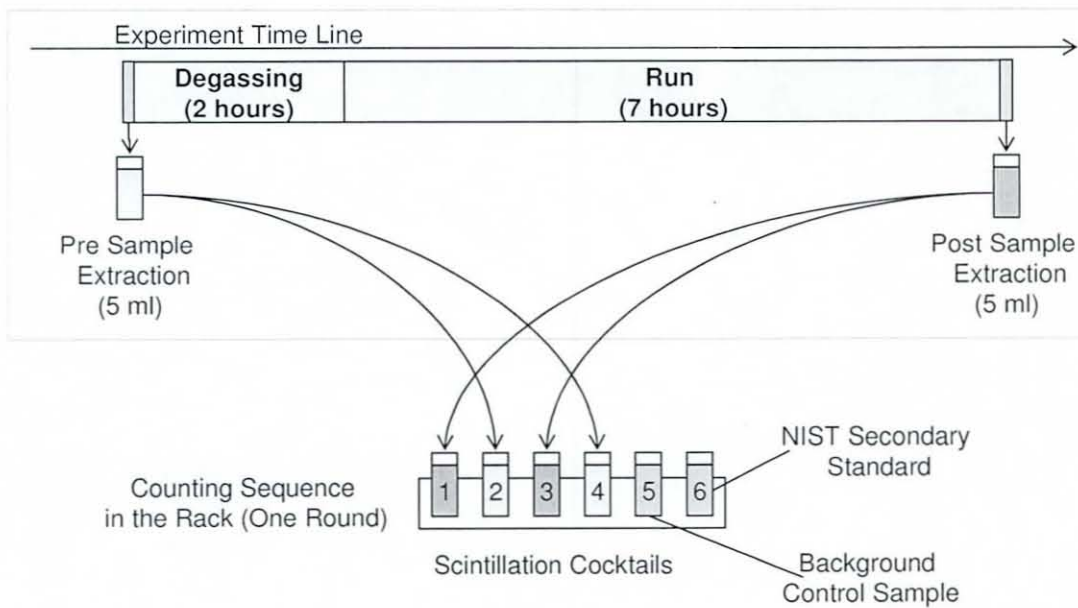 Experiment Time Line
Degassing
(2 hours)
Run
(7 hours)
Pre Sample
Extraction
(5 ml)
Post Sample
Extraction
(5 ml)
Counting Sequence
in the Rack (One Round)
1 2 3 4 5 6
NIST Secondary
Standard
Scintillation Cocktails
Background
Control Sample